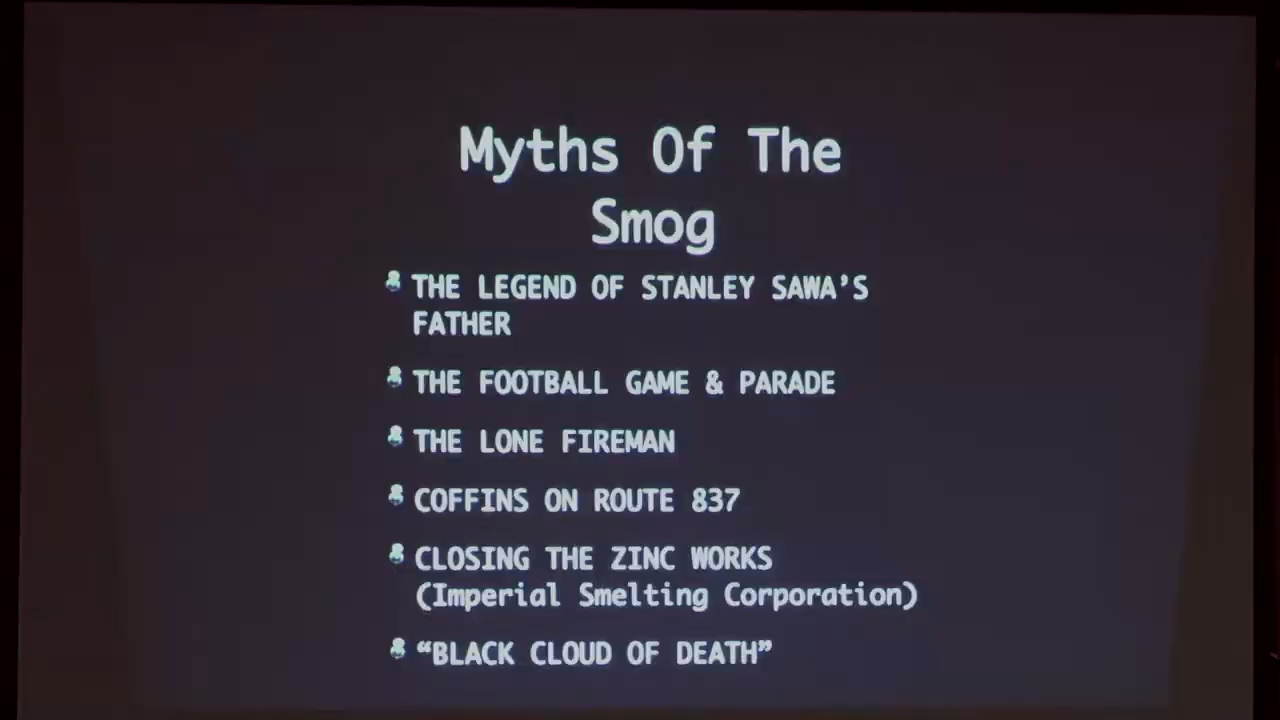 Myths Of The
Smog
THE LEGEND OF STANLEY SAWA’S
FATHER
THE FOOTBALL GAME & PARADE
THE LONE FIREMAN
COFFINS ON ROUTE 837
CLOSING THE ZINC WORKS
(Imperial Smelting Corporation)
“BLACK CLOUD OF DEATH”